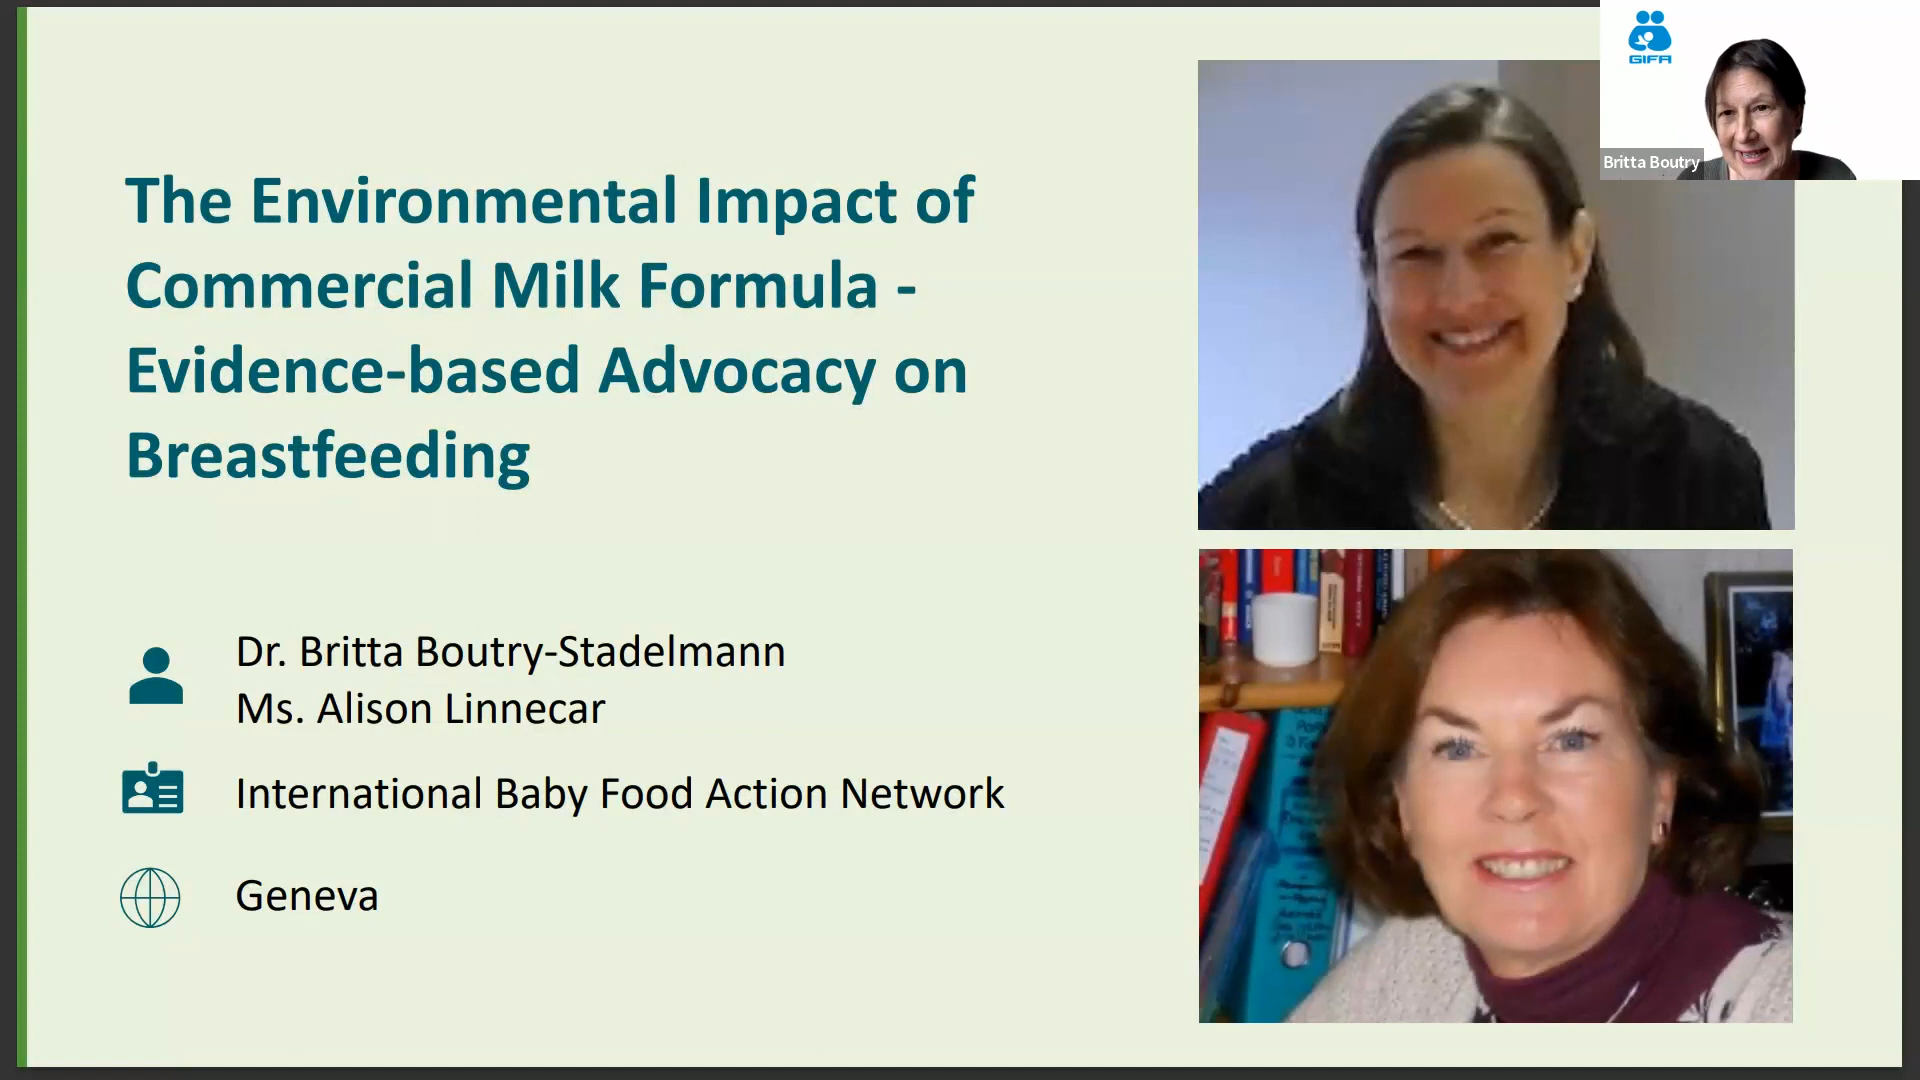 The Environmental Impact of
Commercial Milk Formula -
Evidence-based Advocacy on
Breastfeeding
Dr. Britta Boutry-Stadelmann
Ms. Alison Linnecar
International Baby Food Action Network
Geneva
GIFA
Britta Boutry